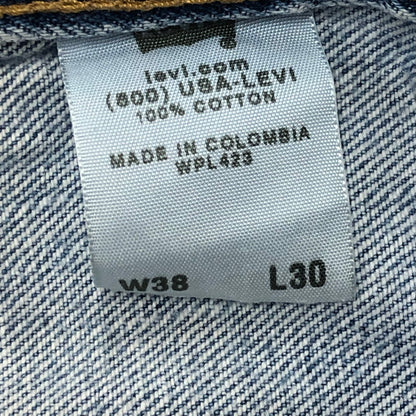 levi.com
(800) USA-LEVI
100% COTTON
MADE IN COLOMBIA
WPL423
W38 L30